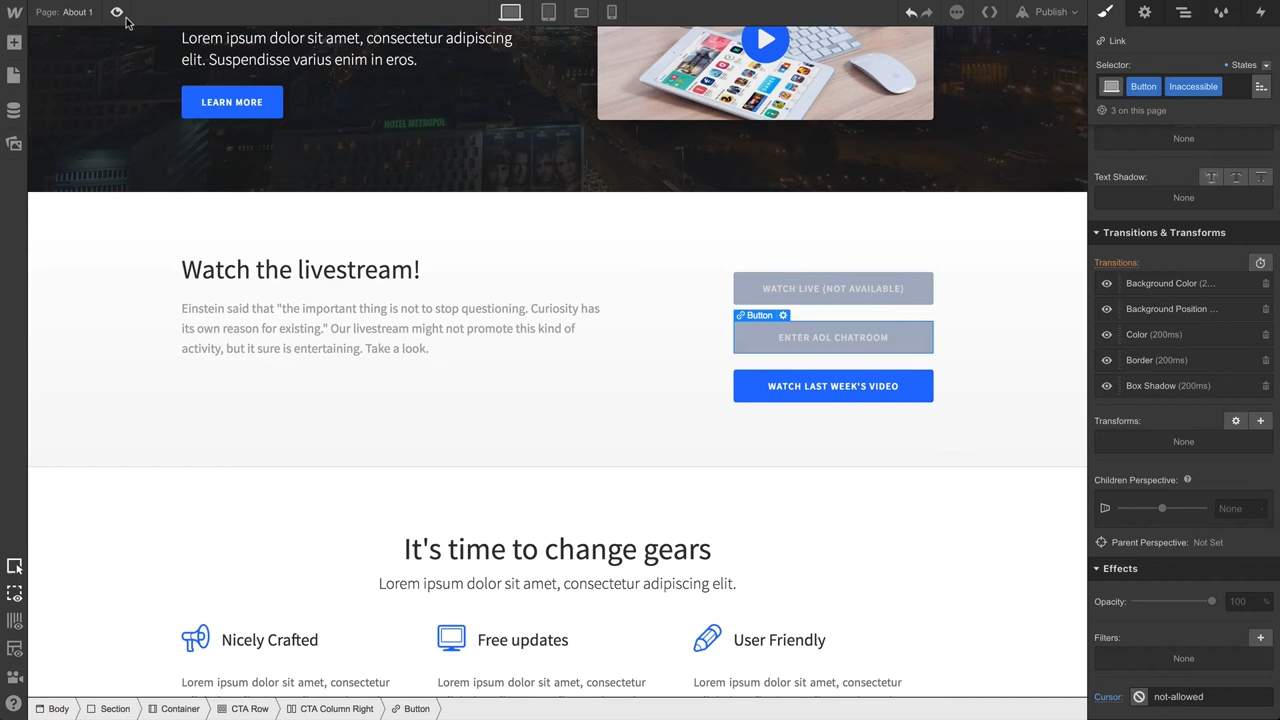 Page: About 1
Publish
Lorem ipsum dolor sit amet, consectetur adipiscing
elit. Suspendisse varius enim in eros.
LEARN MORE
HOTEL METROPOL
Watch the livestream!
Einstein said that "the important thing is not to stop questioning. Curiosity has
its own reason for existing." Our livestream might not promote this kind of
activity, but it sure is entertaining. Take a look.
WATCH LIVE (NOT AVAILABLE)
Button
ENTER AOL CHATROOM
WATCH LAST WEEK'S VIDEO
It's time to change gears
Lorem ipsum dolor sit amet, consectetur adipiscing elit.
Nicely Crafted
Free updates
User Friendly
Lorem ipsum dolor sit amet, consectetur
Lorem ipsum dolor sit amet, consectetur
Lorem ipsum dolor sit amet, consectetur
Body
Section
Container
CTA Row
CTA Column Right
Button
Link
Selector:
States
Button
Inaccessible
3 on this page
None
Text Shadow:
None
Transitions & Transforms
Transitions:
Background Color (2...
Background Position ...
Color (200ms)
Border (200ms)
Box Shadow (200ms)
Transforms:
None
Children Perspective:
None
Parent Perspective: Not Set
Effects
Opacity:
100 %
Filters:
None
Cursor:
not-allowed